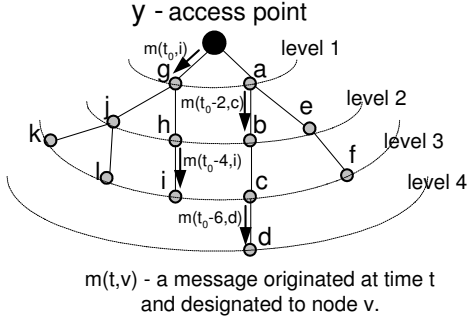 y - access point
m(t0,i)
level 1
g
a
m(t0-2,c)
level 2
j
e
k
h
b
level 3
m(t0-4,i)
f
l
i
c
level 4
m(t0-6,d)
d
m(t,v) - a message originated at time t
and designated to node v.